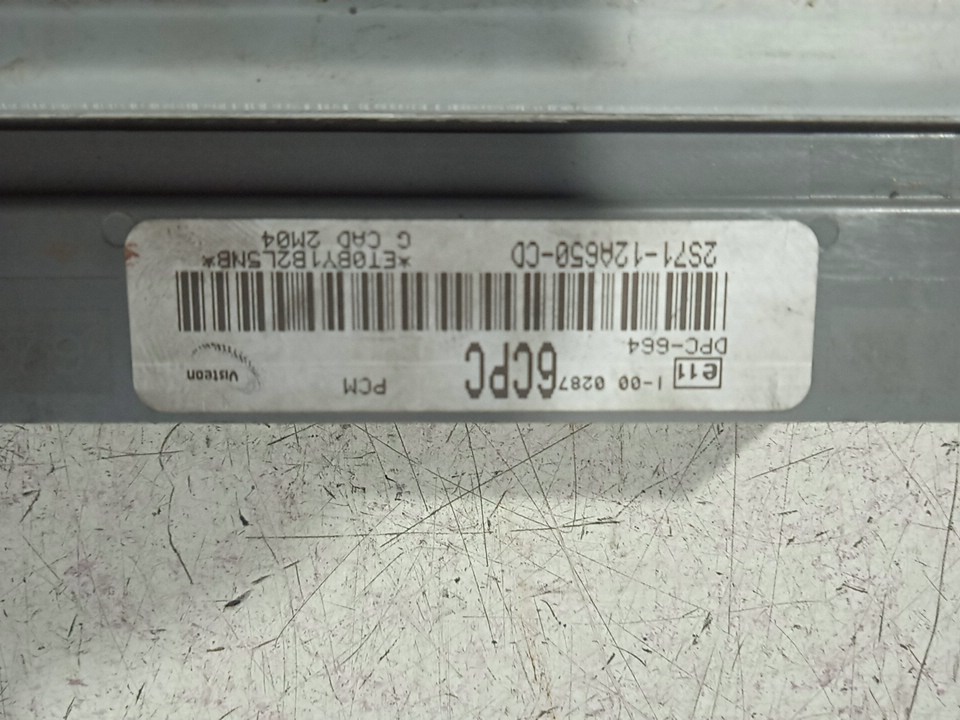 e11 1-00 0287 6CPC PCM Visteon
DPC-664
2S71-12A650-CD *ET0BY1B2L5NB*
G CAD 2M04